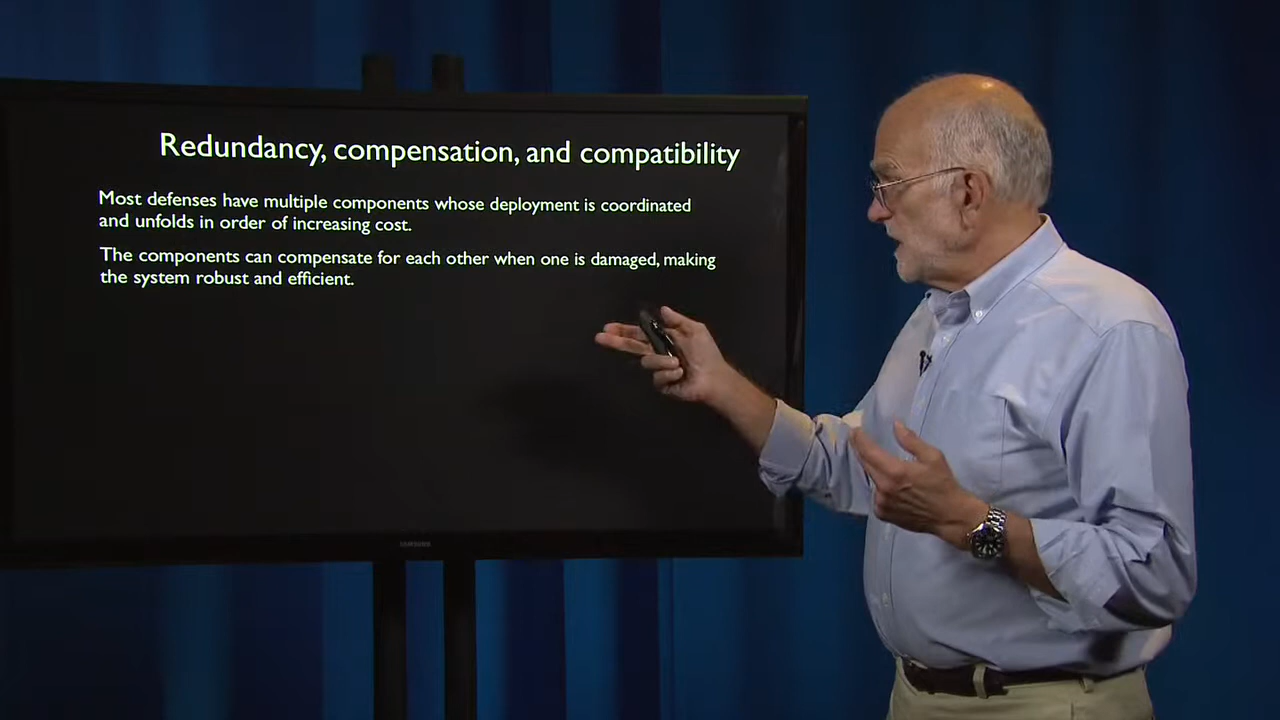 Redundancy, compensation, and compatibility
Most defenses have multiple components whose deployment is coordinated
and unfolds in order of increasing cost.
The components can compensate for each other when one is damaged, making
the system robust and efficient.
SAMSUNG